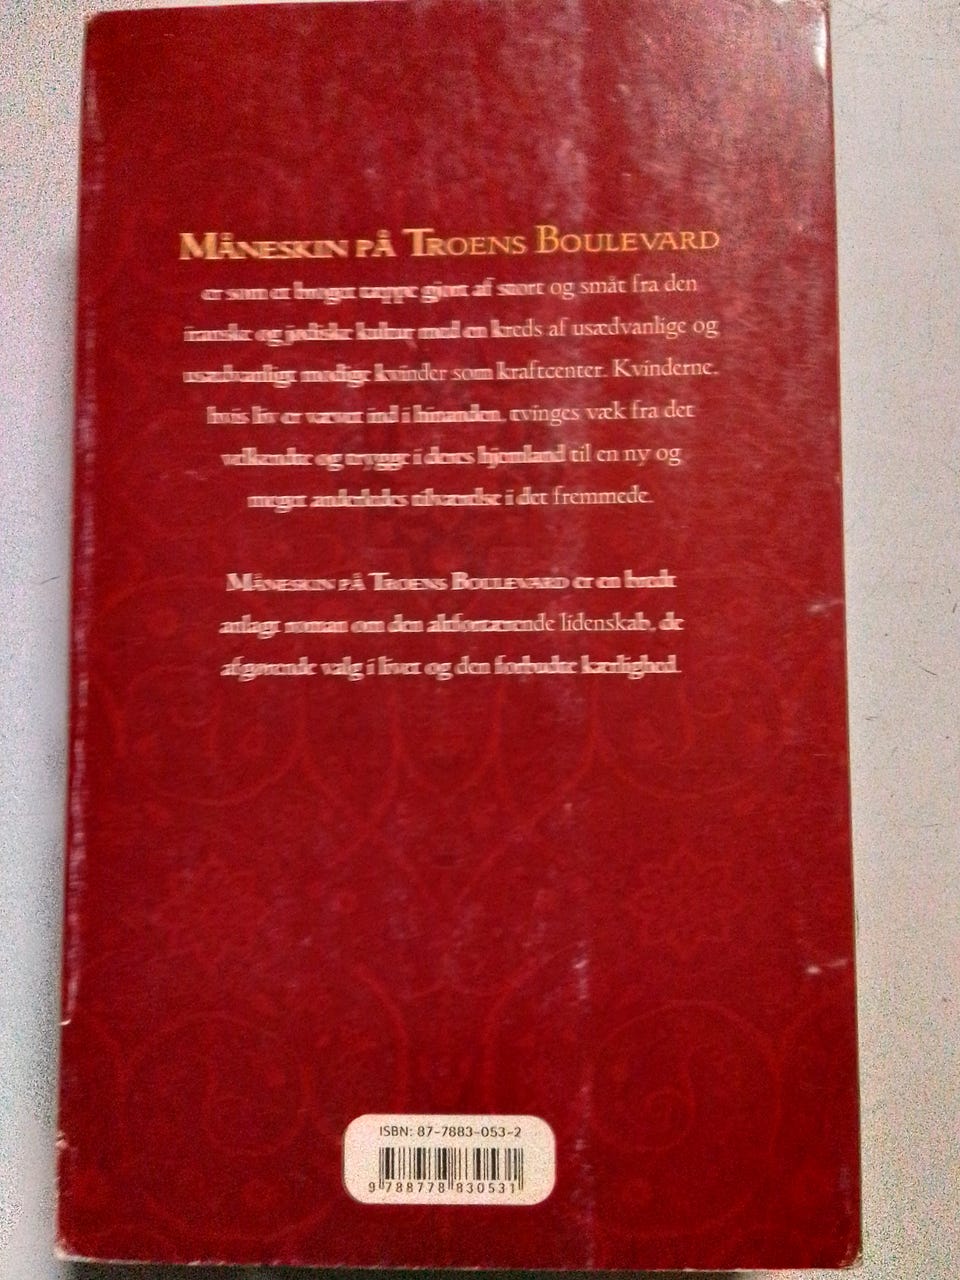 MÅNESKIN PÅ TROENS BOULEVARD
er som et broget tæppe gjort af stort og småt fra den
iranske og jødiske kultur med en kreds af usædvanlige og
usædvanligt modige kvinder som kraftcenter. Kvinderne,
hvis liv er vævet ind i hinanden, tvinges væk fra det
velkendte og trygge i deres hjemland til en ny og
meget anderledes tilværelse i det fremmede.
MÅNESKIN PÅ TROENS BOULEVARD er en bredt
anlagt roman om den altfortærende lidenskab, de
afgørende valg i livet og den forbudte kærlighed.
ISBN: 87-7883-053-2
9 788778 830531